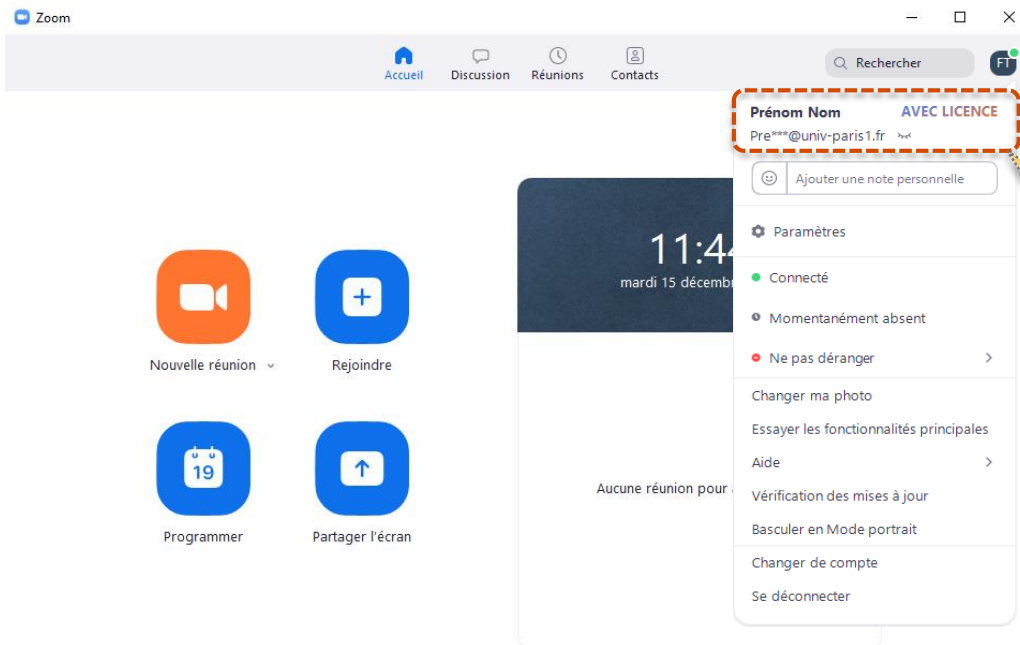 Zoom
Accueil
Discussion
Réunions
Contacts
Rechercher
FT
Prénom Nom
AVEC LICENCE
Pre***@univ-paris1.fr
Ajouter une note personnelle
Paramètres
Connecté
Momentanément absent
Ne pas déranger
Changer ma photo
Essayer les fonctionnalités principales
Aide
Vérification des mises à jour
Basculer en Mode portrait
Changer de compte
Se déconnecter
11:44
mardi 15 décemb
Nouvelle réunion
Rejoindre
19
Programmer
Partager l'écran
Aucune réunion pour